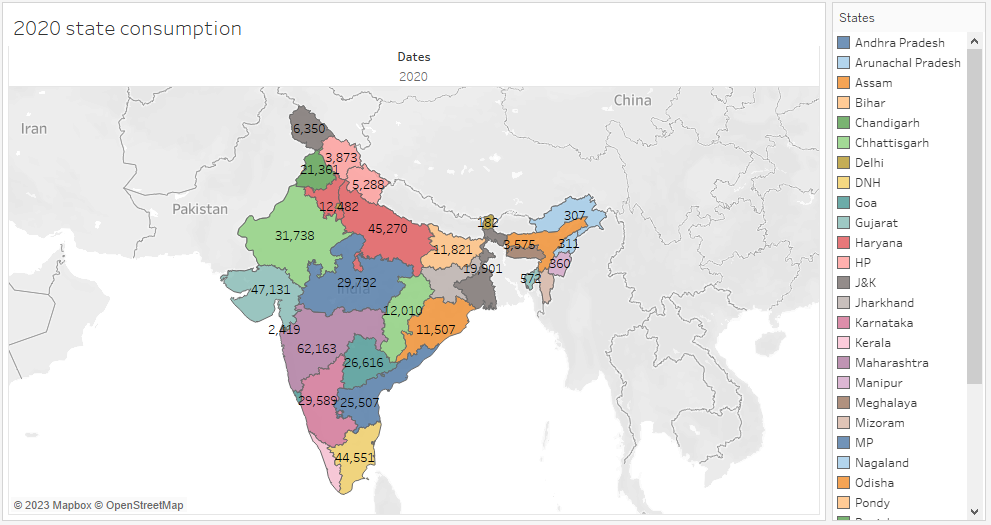 2020 state consumption
Dates
2020
Iran
Pakistan
China
India
6,350
3,873
21,361
5,288
12,482
45,270
31,738
182
307
3,575
311
11,821
360
19,901
572
29,792
47,131
12,010
2,419
11,507
62,163
26,616
29,589
25,507
44,551
© 2023 Mapbox © OpenStreetMap
States
Andhra Pradesh
Arunachal Pradesh
Assam
Bihar
Chandigarh
Chhattisgarh
Delhi
DNH
Goa
Gujarat
Haryana
HP
J&K
Jharkhand
Karnataka
Kerala
Maharashtra
Manipur
Meghalaya
Mizoram
MP
Nagaland
Odisha
Pondy